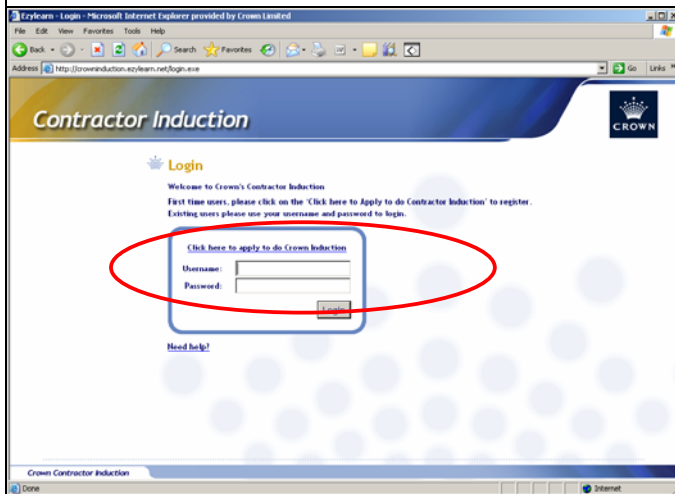 Ezylearn - Login - Microsoft Internet Explorer provided by Crown Limited
File Edit View Favorites Tools Help
Back Search Favorites
Address http://crowninduction.ezylearn.net/login.exe Go Links
Contractor Induction
CROWN
Login
Welcome to Crown's Contractor Induction
First time users, please click on the 'Click here to Apply to do Contractor Induction' to register.
Existing users please use your username and password to login.
Click here to apply to do Crown Induction
Username:
Password:
Login
Need help?
Crown Contractor Induction
Done Internet